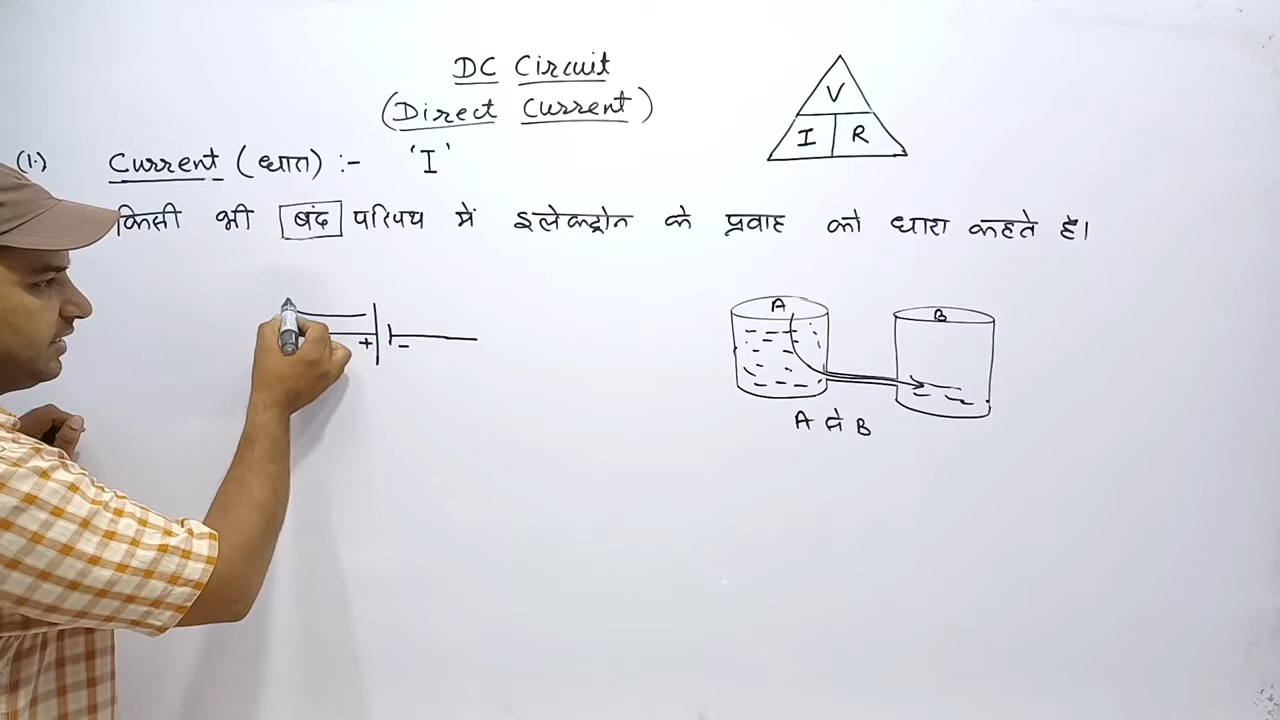 DC Circuit
(Direct Current)
V
I R
(1.) Current (धारा) :- 'I'
किसी भी बंद परिपथ में इलेक्ट्रोन के प्रवाह को धारा कहते हैं।
A
B
+ -
A से B